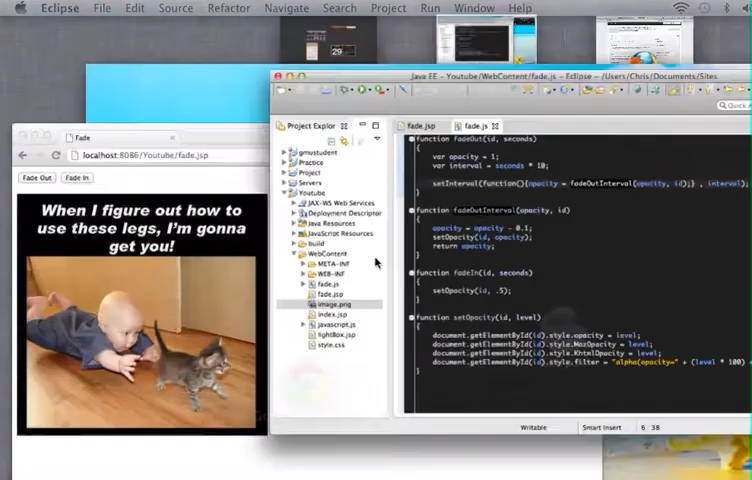 Eclipse File Edit Source Refactor Navigate Search Project Run Window Help
29
Java EE – Youtube/WebContent/fade.js – Eclipse – /Users/Chris/Documents/Sites
Quick A
Fade
localhost:8086/Youtube/fade.jsp
Fade Out Fade In
When I figure out how to
use these legs, I'm gonna
get you!
Project Explor
gmustudent
Practice
Project
Servers
Youtube
JAX-WS Web Services
Deployment Descriptor
Java Resources
JavaScript Resources
build
WebContent
META-INF
WEB-INF
fade.js
fade.jsp
image.png
index.jsp
javascript.js
lightBox.jsp
style.css
fade.jsp fade.js
function fadeOut(id, seconds)
{
var opacity = 1;
var interval = seconds * 10;
setInterval(function(){opacity = fadeOutInterval(opacity, id);} , interval);
}
function fadeOutInterval(opacity, id)
{
opacity = opacity - 0.1;
setOpacity(id, opacity);
return opacity;
}
function fadeIn(id, seconds)
{
setOpacity(id, .5);
}
function setOpacity(id, level)
{
document.getElementById(id).style.opacity = level;
document.getElementById(id).style.MozOpacity = level;
document.getElementById(id).style.KhtmlOpacity = level;
document.getElementById(id).style.filter = "alpha(opacity=" + (level * 100) +
}
Writable Smart Insert 6 : 38